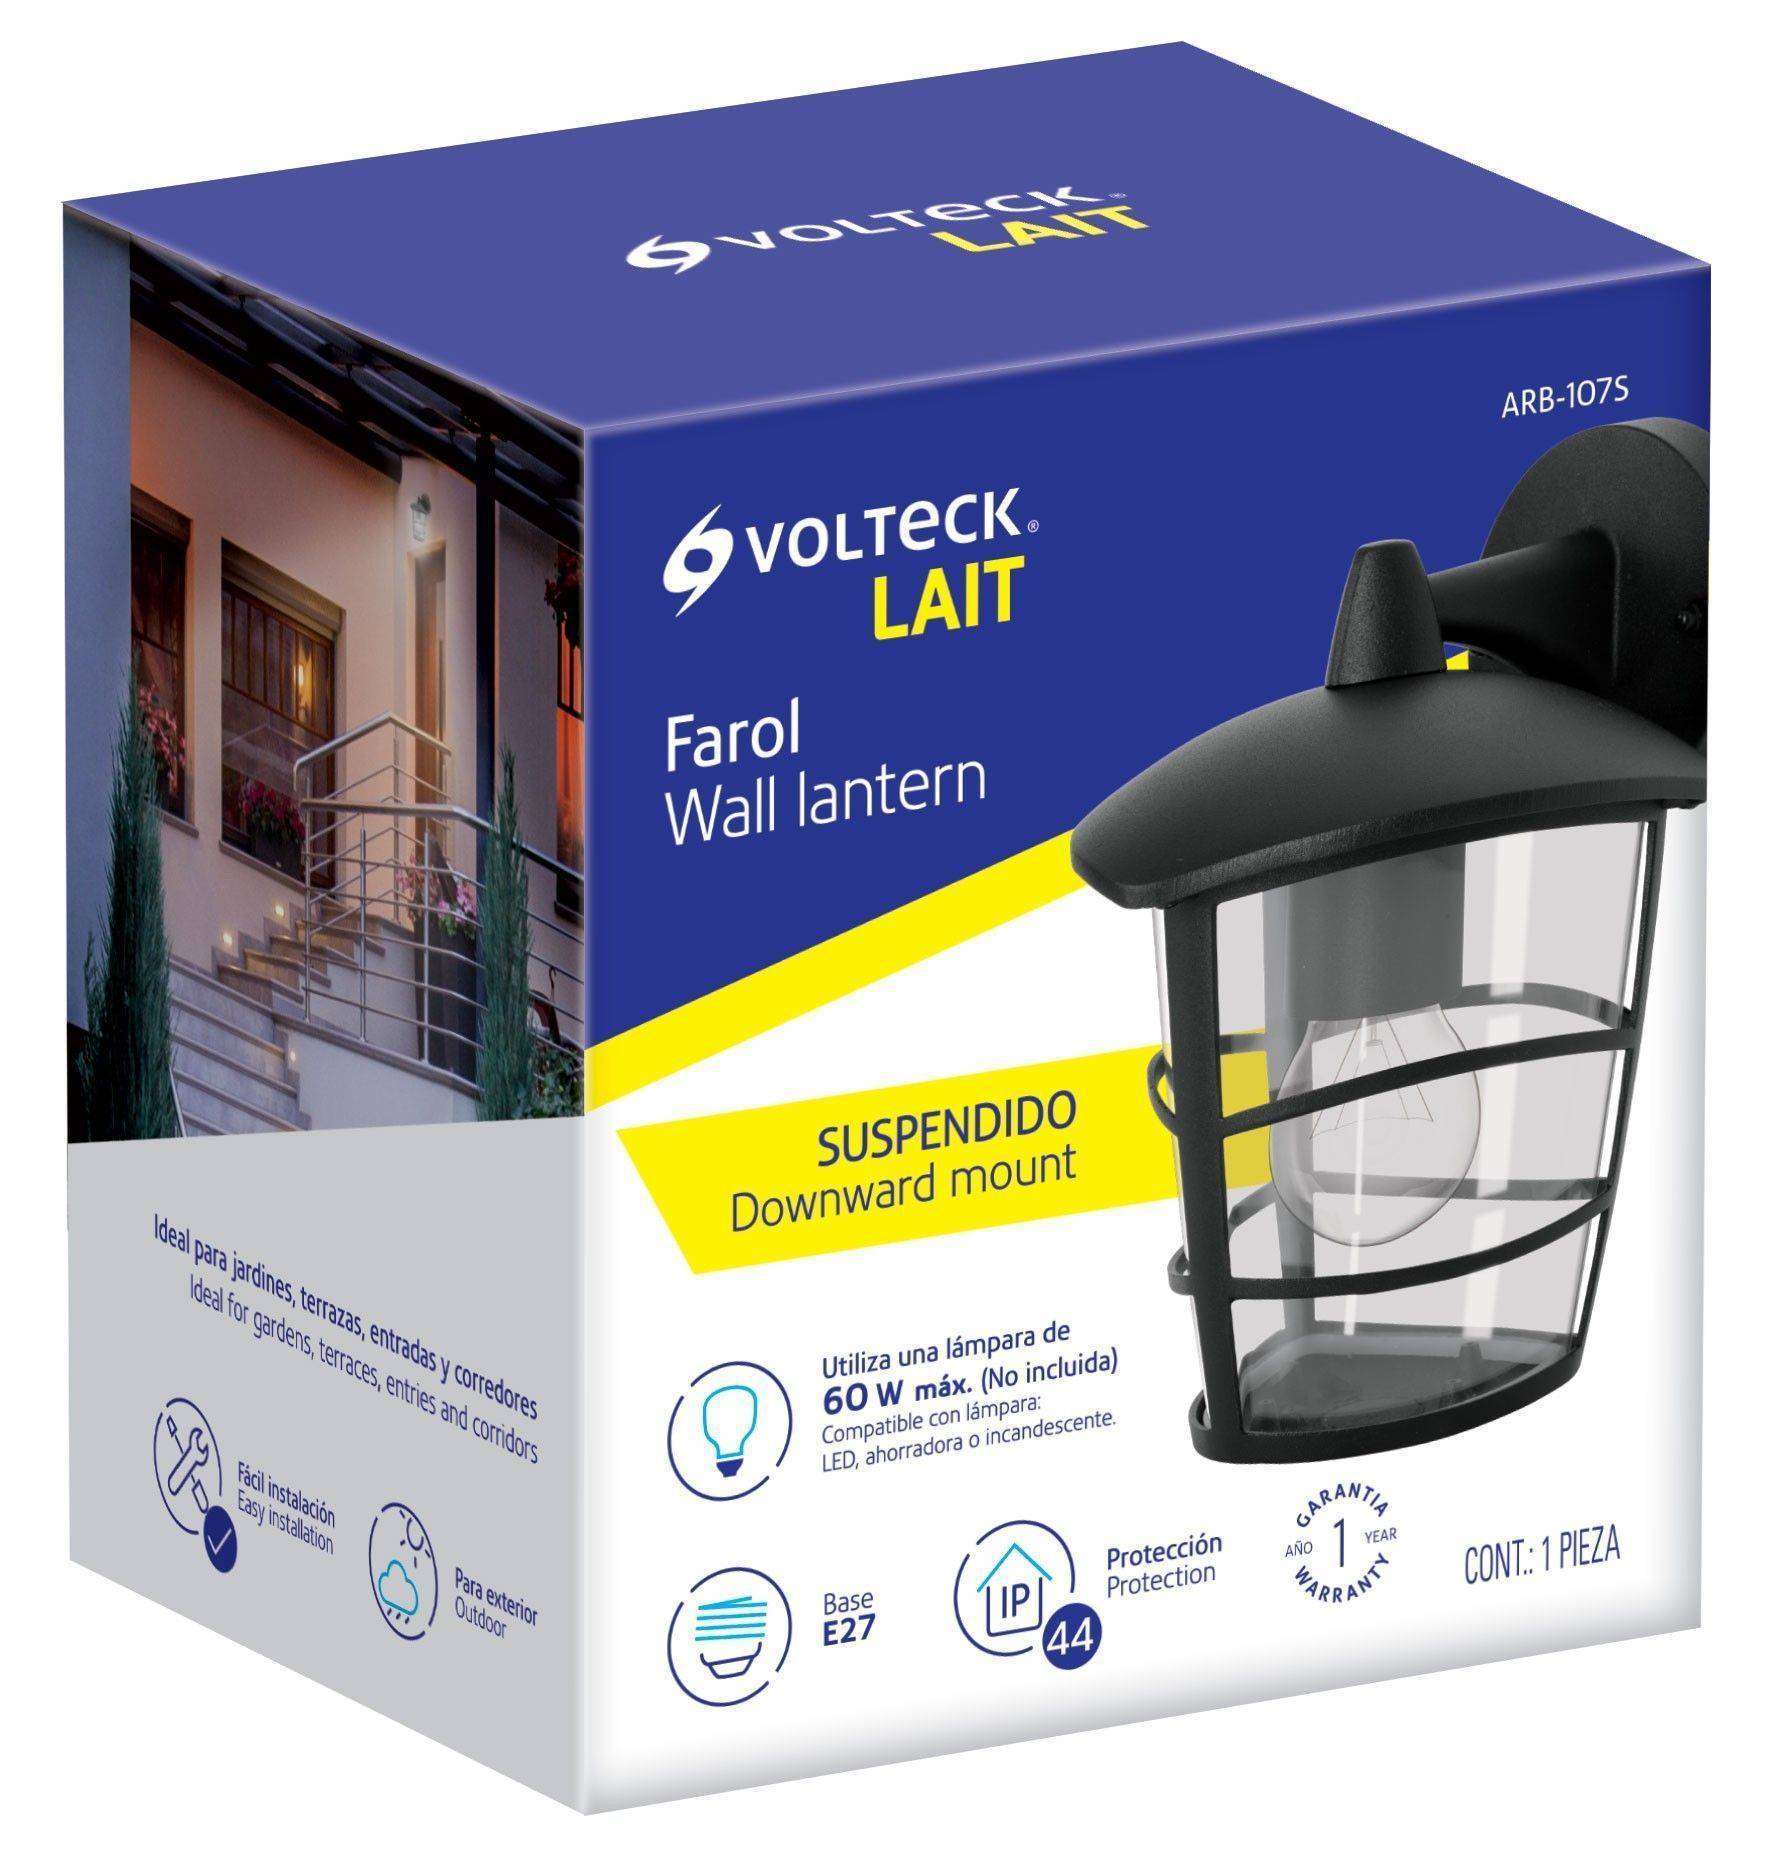 VOLTECK®
LAIT
ARB-107S
VOLTECK®
LAIT
Farol
Wall lantern
SUSPENDIDO
Downward mount
Utiliza una lámpara de
60 W máx. (No incluida)
Compatible con lámpara:
LED, ahorradora o incandescente.
Base
E27
IP
44
Protección
Protection
GARANTIA
AÑO 1 YEAR
WARRANTY
CONT.: 1 PIEZA
Ideal para jardines, terrazas, entradas y corredores
Ideal for gardens, terraces, entries and corridors
Fácil instalación
Easy installation
Para exterior
Outdoor